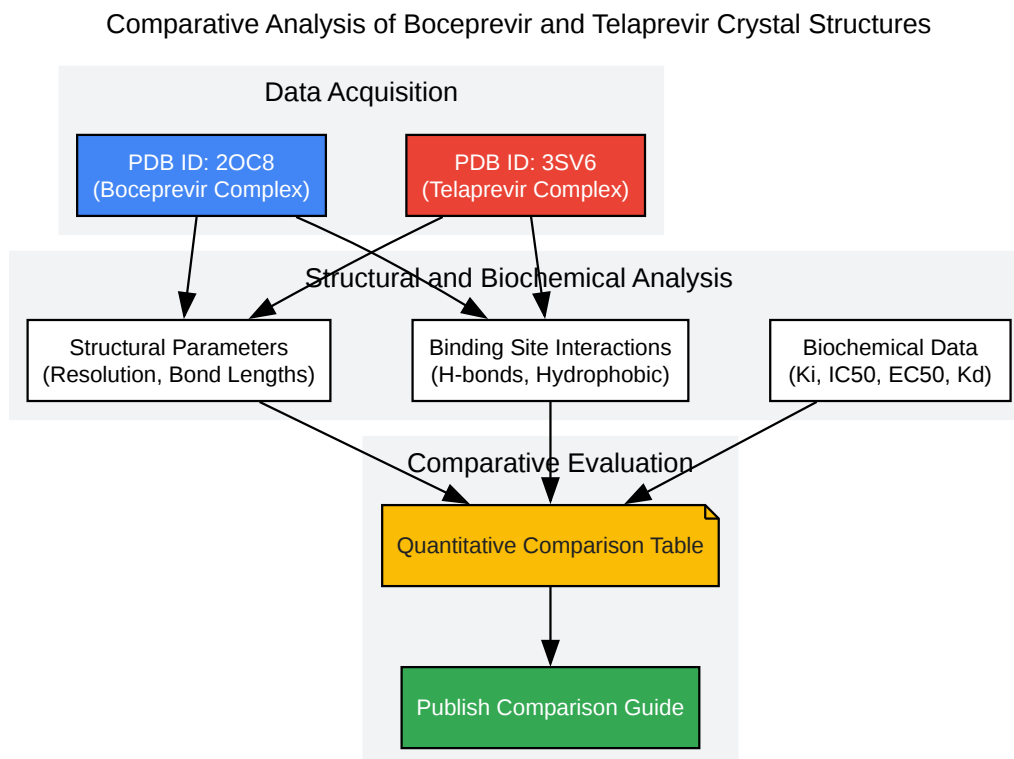 Comparative Analysis of Boceprevir and Telaprevir Crystal Structures
Data Acquisition
PDB ID: 2OC8
(Boceprevir Complex)
PDB ID: 3SV6
(Telaprevir Complex)
Structural and Biochemical Analysis
Structural Parameters
(Resolution, Bond Lengths)
Binding Site Interactions
(H-bonds, Hydrophobic)
Biochemical Data
(Ki, IC50, EC50, Kd)
Comparative Evaluation
Quantitative Comparison Table
Publish Comparison Guide